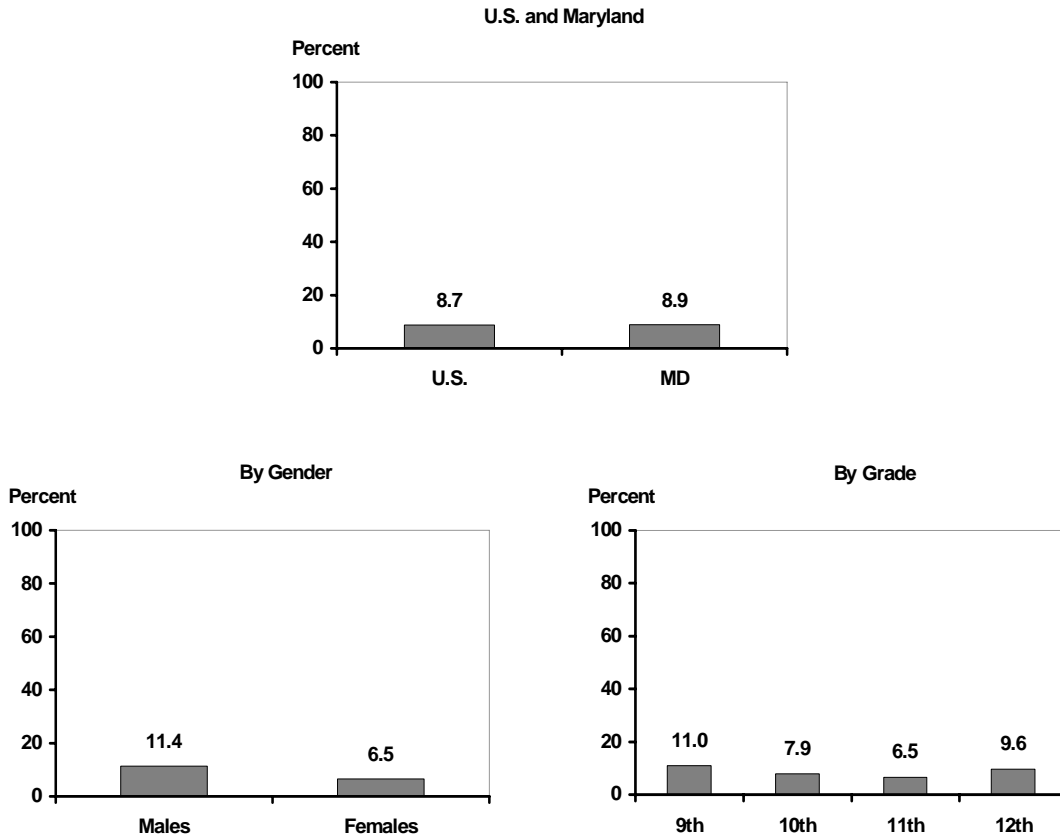 U.S. and Maryland
Percent
100
80
60
40
20
0
8.7 8.9
U.S. MD
By Gender
Percent
100
80
60
40
20
0
11.4 6.5
Males Females
By Grade
Percent
100
80
60
40
20
0
11.0 7.9 6.5 9.6
9th 10th 11th 12th